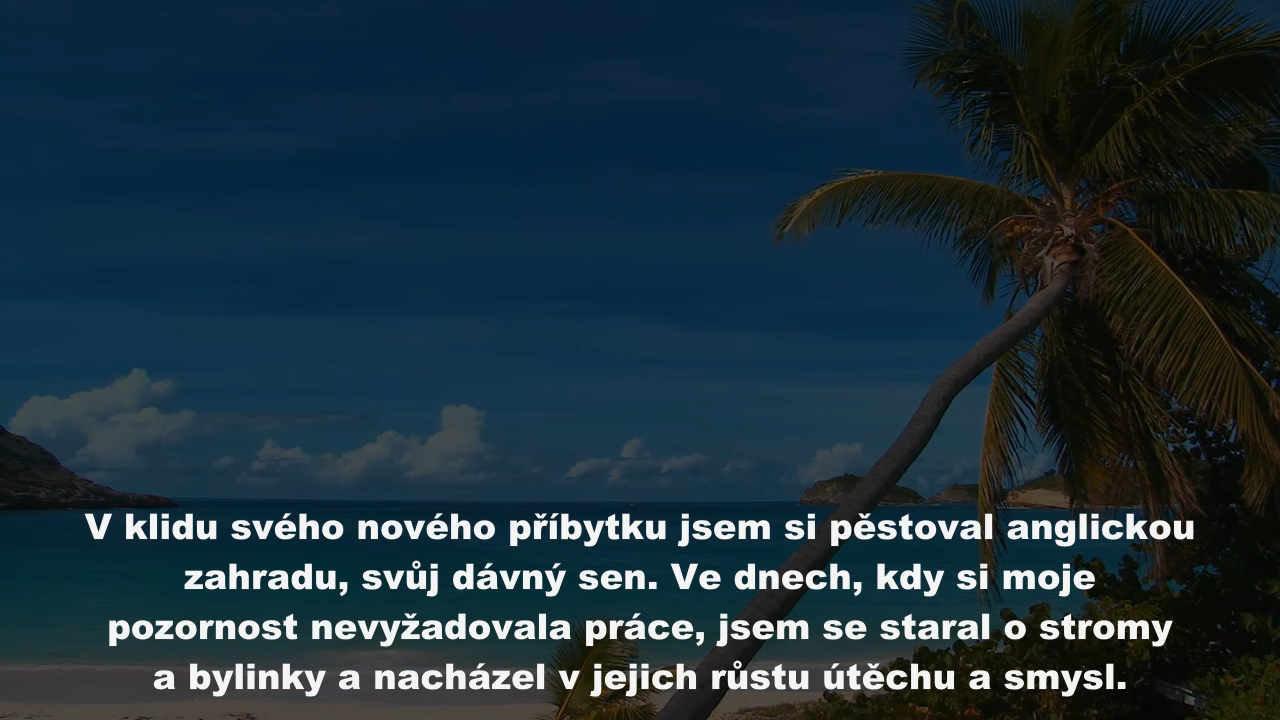 V klidu svého nového příbytku jsem si pěstoval anglickou
zahradu, svůj dávný sen. Ve dnech, kdy si moje
pozornost nevyžadovala práce, jsem se staral o stromy
a bylinky a nacházel v jejich růstu útěchu a smysl.